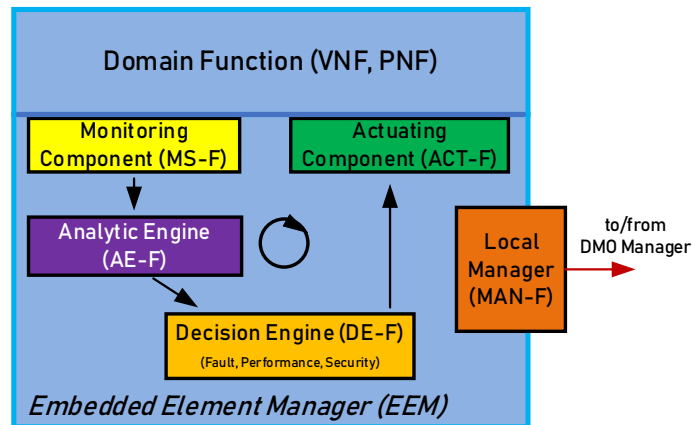 Domain Function (VNF, PNF)
Monitoring
Component (MS-F)
Actuating
Component (ACT-F)
Analytic Engine
(AE-F)
Local
Manager
(MAN-F)
to/from
DMO Manager
Decision Engine (DE-F)
(Fault, Performance, Security)
Embedded Element Manager (EEM)